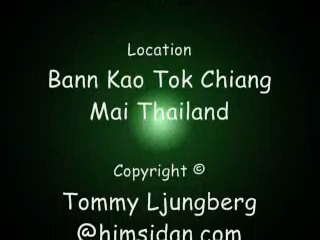 Location
Bann Kao Tok Chiang
Mai Thailand
Copyright ©
Tommy Ljungberg
@himsidan.com